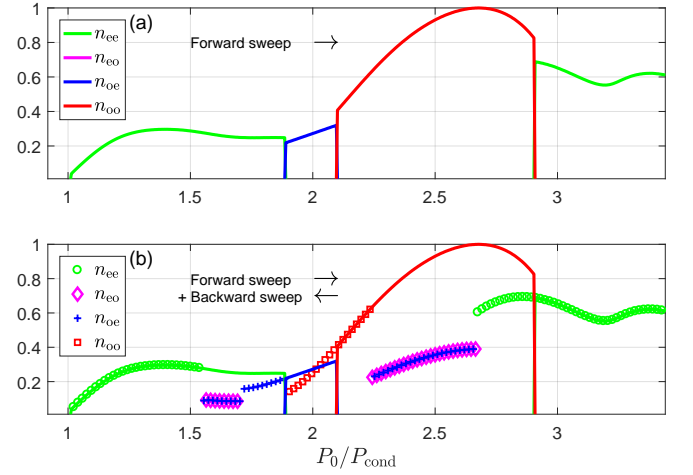 1
0.8
0.6
0.4
0.2
(a)
n_ee
n_eo
n_oe
n_oo
Forward sweep →
1 1.5 2 2.5 3
1
0.8
0.6
0.4
0.2
(b)
n_ee
n_eo
n_oe
n_oo
Forward sweep →
+ Backward sweep ←
1 1.5 2 2.5 3
P_0/P_cond